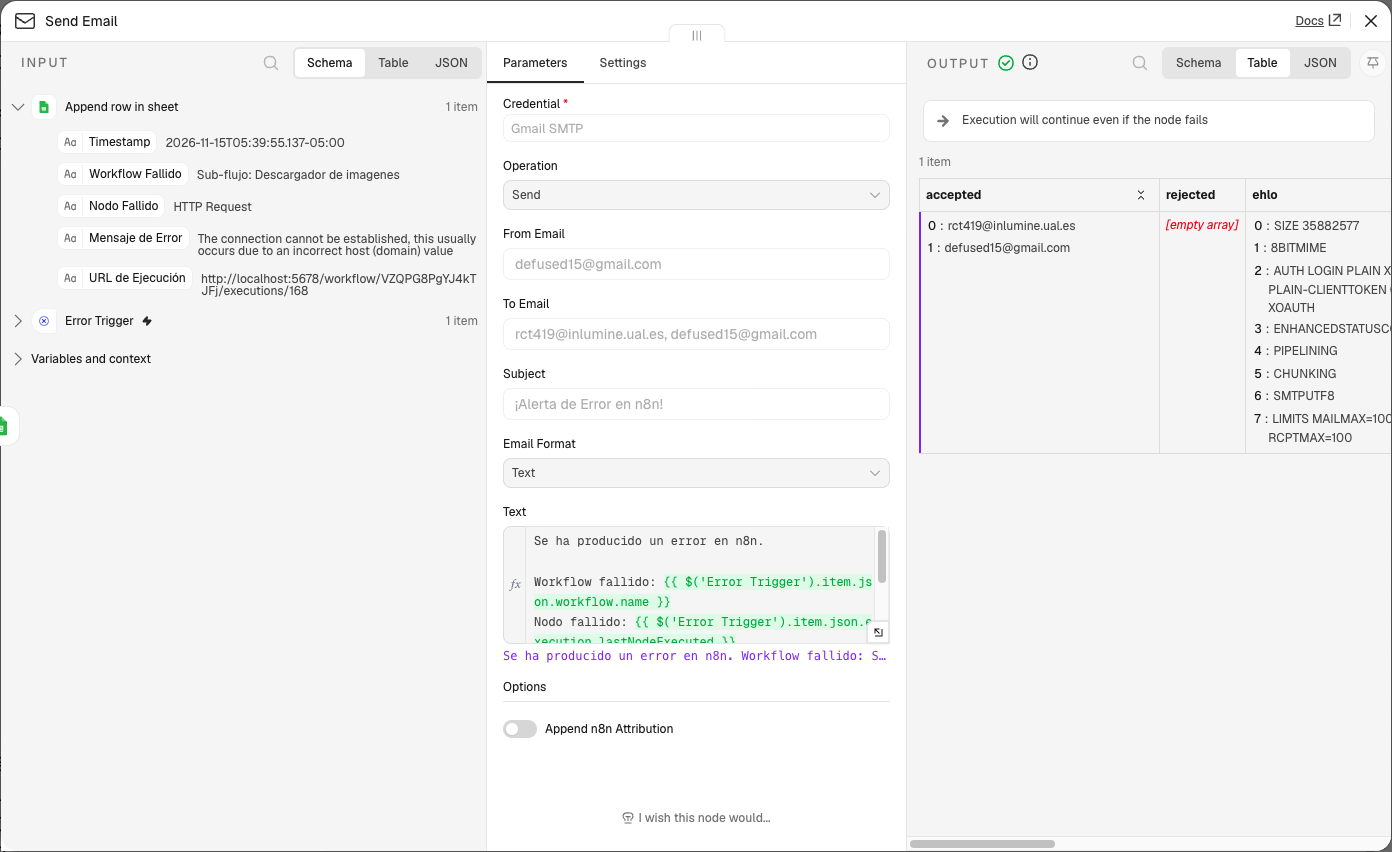 Send Email
Docs
INPUT
Schema
Table
JSON
Append row in sheet
1 item
Aa Timestamp 2026-11-15T05:39:55.137-05:00
Aa Workflow Fallido Sub-flujo: Descargador de imagenes
Aa Nodo Fallido HTTP Request
Aa Mensaje de Error The connection cannot be established, this usually
occurs due to an incorrect host (domain) value
Aa URL de Ejecución http://localhost:5678/workflow/VZQPG8PgYJ4kT
JFj/executions/168
Error Trigger
1 item
Variables and context
Parameters
Settings
Credential *
Gmail SMTP
Operation
Send
From Email
defused15@gmail.com
To Email
rct419@inlumine.ual.es, defused15@gmail.com
Subject
¡Alerta de Error en n8n!
Email Format
Text
Text
fx
Se ha producido un error en n8n.
Workflow fallido: {{ $('Error Trigger').item.js
on.workflow.name }}
Nodo fallido: {{ $('Error Trigger').item.json.e
xecution.lastNodeExecuted }}
Se ha producido un error en n8n. Workflow fallido: S…
Options
Append n8n Attribution
I wish this node would...
OUTPUT
Schema
Table
JSON
Execution will continue even if the node fails
1 item
accepted
rejected
ehlo
0 : rct419@inlumine.ual.es
1 : defused15@gmail.com
[empty array]
0 : SIZE 35882577
1 : 8BITMIME
2 : AUTH LOGIN PLAIN X
PLAIN-CLIENTTOKEN
XOAUTH
3 : ENHANCEDSTATUSC
4 : PIPELINING
5 : CHUNKING
6 : SMTPUTF8
7 : LIMITS MAILMAX=100
RCPTMAX=100